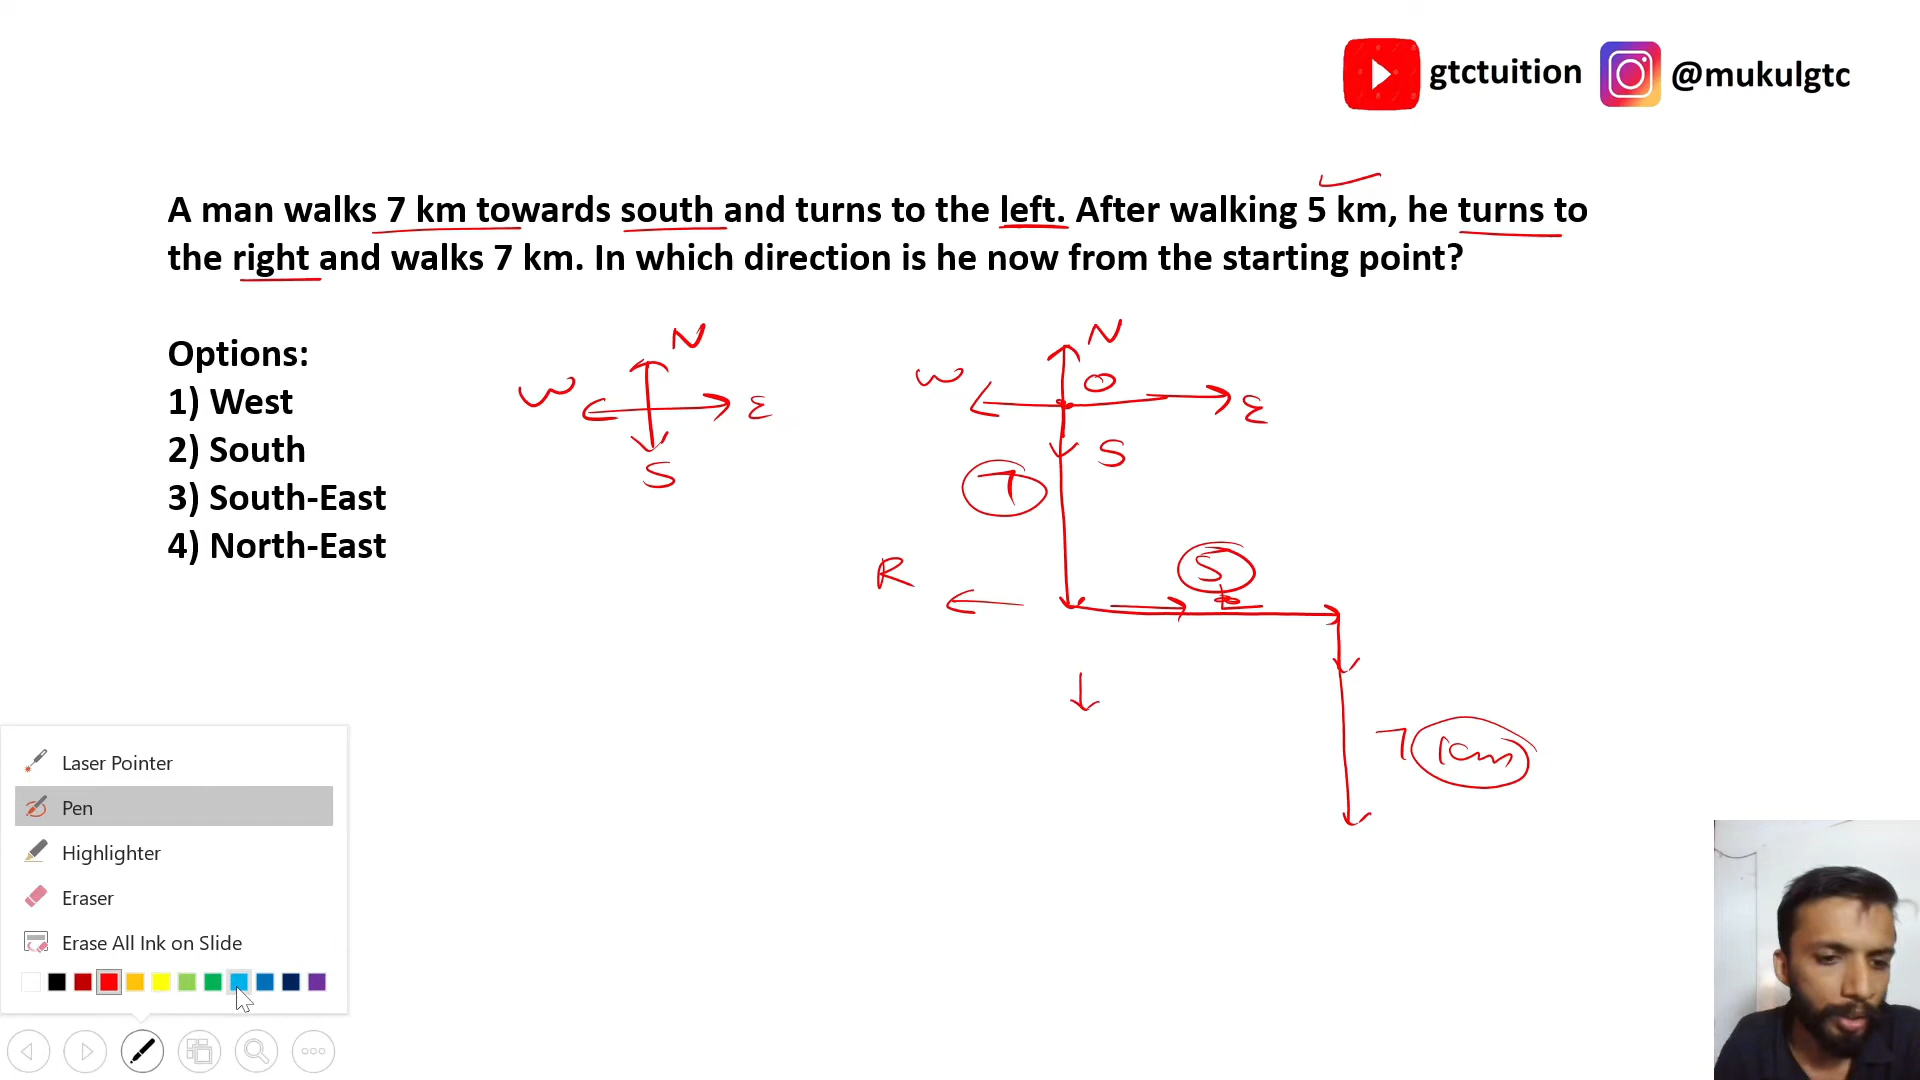 gtctuition @mukulgtc
A man walks 7 km towards south and turns to the left. After walking 5 km, he turns to
the right and walks 7 km. In which direction is he now from the starting point?
Options:
1) West
2) South
3) South-East
4) North-East
N
W
E
S
N
W
O
E
S
7
R
5
L
7 km
Laser Pointer
Pen
Highlighter
Eraser
Erase All Ink on Slide